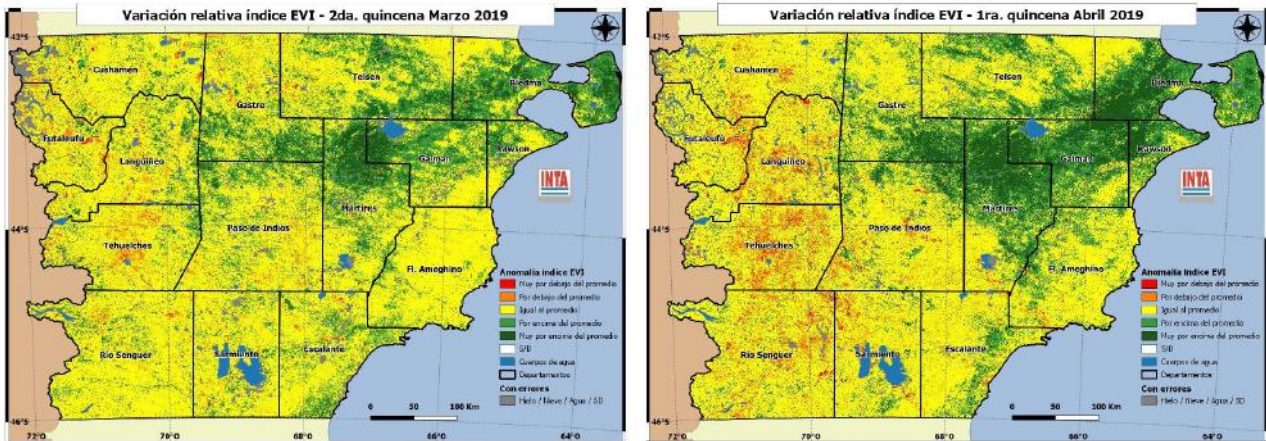 Variación relativa índice EVI - 2da. quincena Marzo 2019
42°S
Cushamen
Telsen
Biedma
Gastre
Futaleufú
Languiñeo
Gaiman
Rawson
INTA
Mártires
44°S
Paso de Indios
Tehuelches
Fl. Ameghino
Anomalía índice EVI
Muy por debajo del promedio
Por debajo del promedio
Igual al promedio
Por encima del promedio
Muy por encima del promedio
S/D
Cuerpos de agua
Departamentos
Con errores
Hielo / Nieve / Agua / SD
Río Senguer
Sarmiento
Escalante
0 50 100 Km
46°S
72°O 70°O 68°O 66°O 64°O
Variación relativa índice EVI - 1ra. quincena Abril 2019
42°S
Cushamen
Telsen
Biedma
Gastre
Futaleufú
Languiñeo
Gaiman
Rawson
INTA
Mártires
44°S
Paso de Indios
Tehuelches
Fl. Ameghino
Anomalía índice EVI
Muy por debajo del promedio
Por debajo del promedio
Igual al promedio
Por encima del promedio
Muy por encima del promedio
S/D
Cuerpos de agua
Departamentos
Con errores
Hielo / Nieve / Agua / SD
Río Senguer
Sarmiento
Escalante
0 50 100 Km
46°S
72°O 70°O 68°O 66°O 64°O